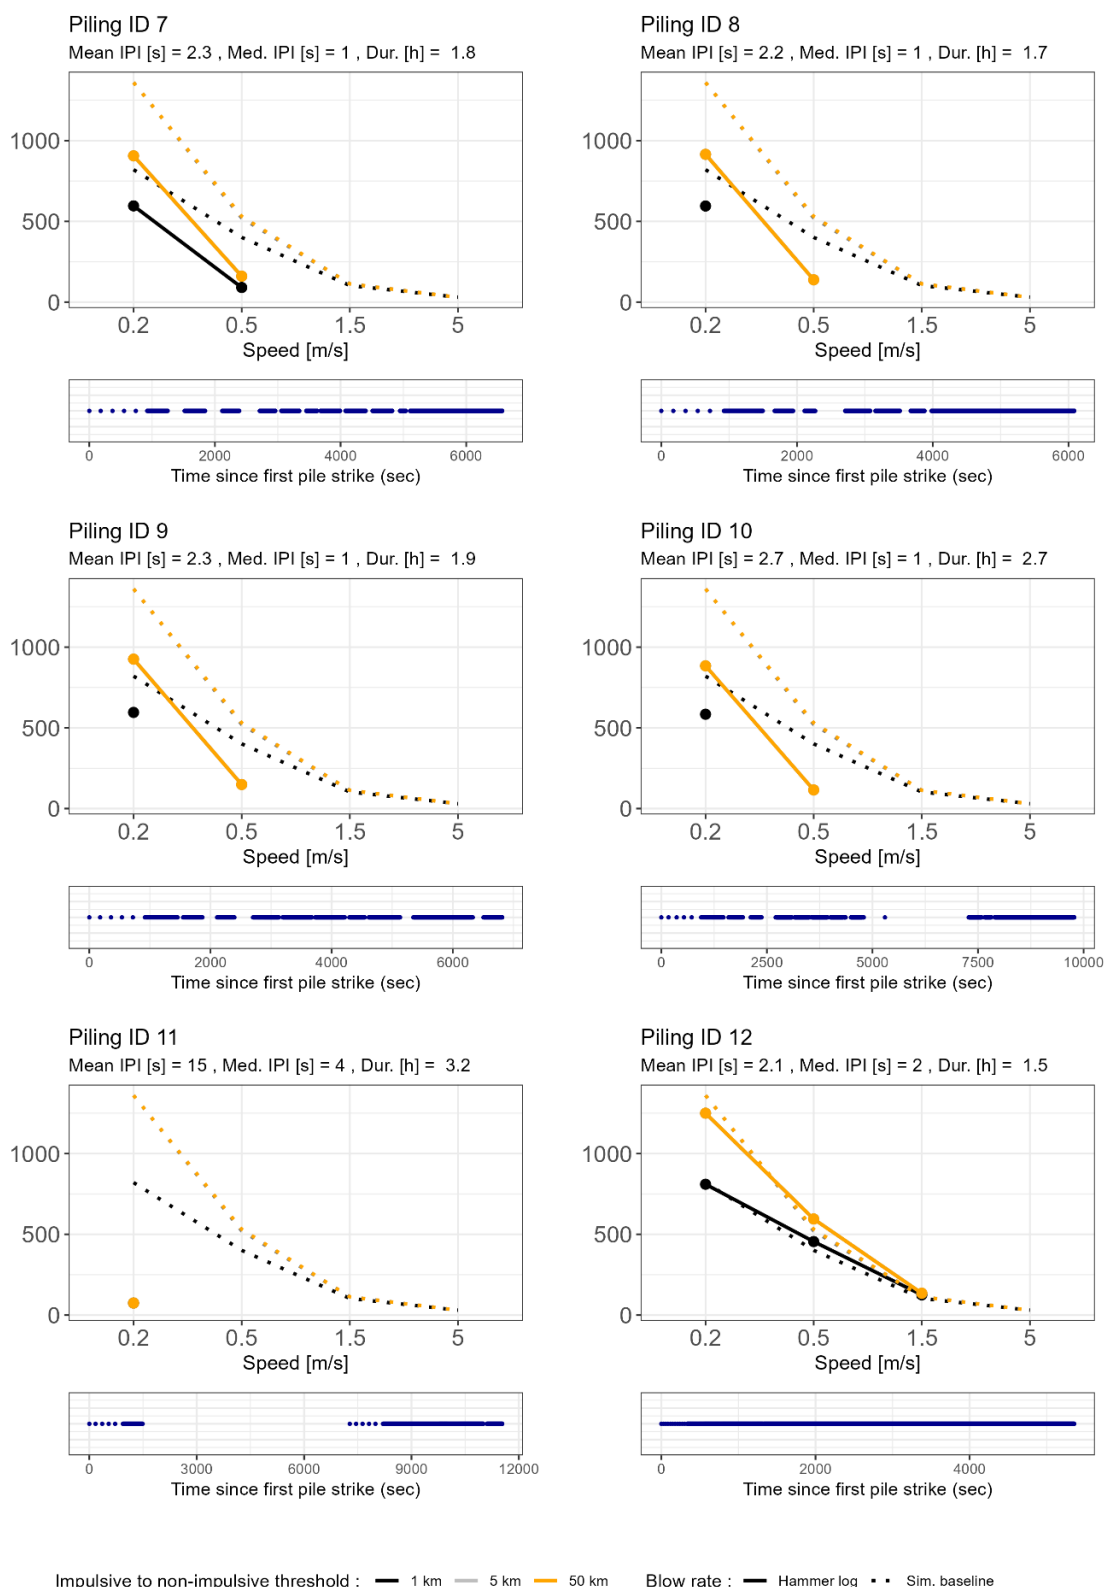 Piling ID 7
Mean IPI [s] = 2.3 , Med. IPI [s] = 1 , Dur. [h] =  1.8
1000
500
0
0.2 0.5 1.5 5
Speed [m/s]
0 2000 4000 6000
Time since first pile strike (sec)
Piling ID 8
Mean IPI [s] = 2.2 , Med. IPI [s] = 1 , Dur. [h] =  1.7
1000
500
0
0.2 0.5 1.5 5
Speed [m/s]
0 2000 4000 6000
Time since first pile strike (sec)
Piling ID 9
Mean IPI [s] = 2.3 , Med. IPI [s] = 1 , Dur. [h] =  1.9
1000
500
0
0.2 0.5 1.5 5
Speed [m/s]
0 2000 4000 6000
Time since first pile strike (sec)
Piling ID 10
Mean IPI [s] = 2.7 , Med. IPI [s] = 1 , Dur. [h] =  2.7
1000
500
0
0.2 0.5 1.5 5
Speed [m/s]
0 2500 5000 7500 10000
Time since first pile strike (sec)
Piling ID 11
Mean IPI [s] = 15 , Med. IPI [s] = 4 , Dur. [h] =  3.2
1000
500
0
0.2 0.5 1.5 5
Speed [m/s]
0 3000 6000 9000 12000
Time since first pile strike (sec)
Piling ID 12
Mean IPI [s] = 2.1 , Med. IPI [s] = 2 , Dur. [h] =  1.5
1000
500
0
0.2 0.5 1.5 5
Speed [m/s]
0 2000 4000
Time since first pile strike (sec)
Impulsive to non-impulsive threshold : 1 km 5 km 50 km Blow rate : Hammer log Sim. baseline